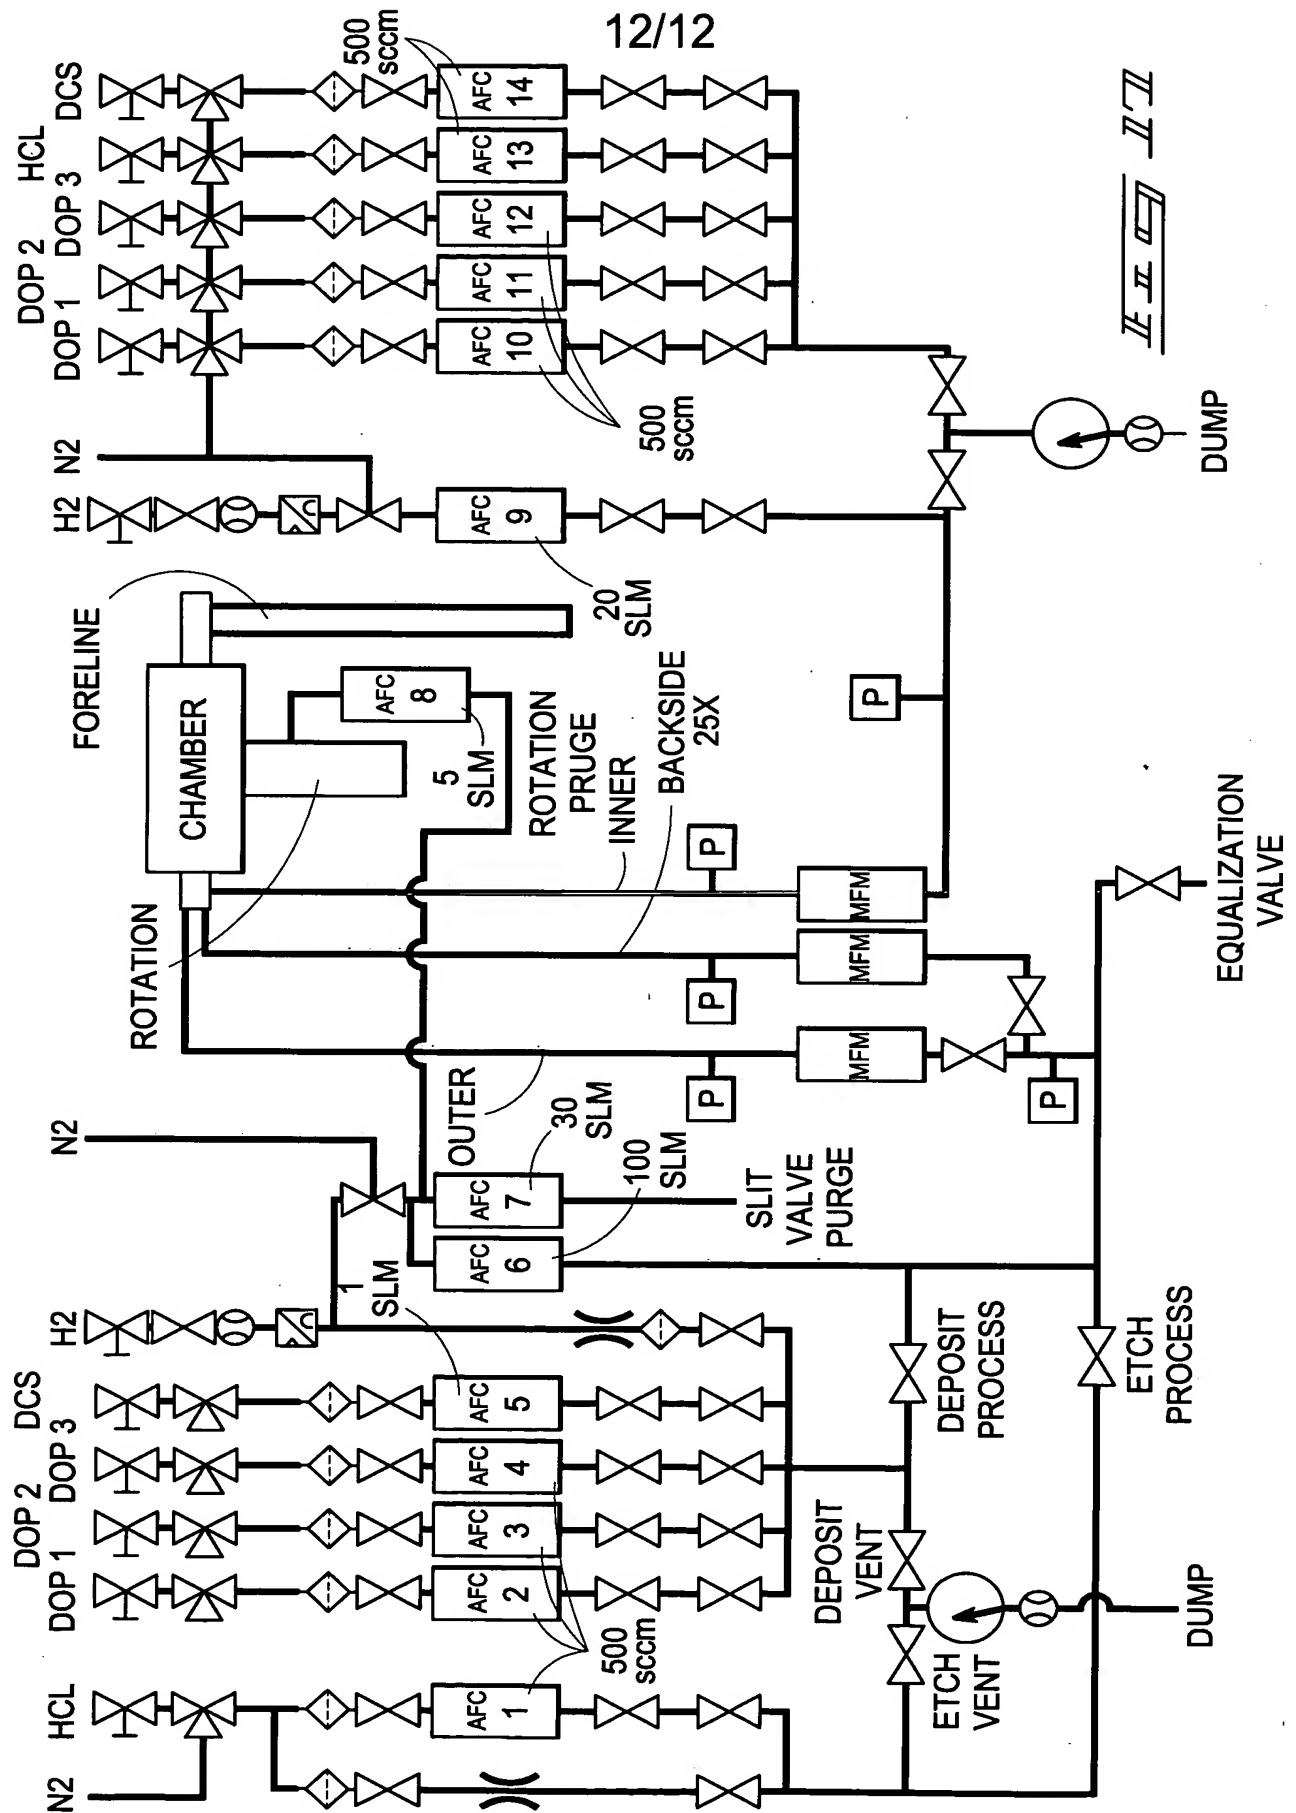 12/12
N2
HCL
DOP 1
DOP 2
DOP 3
DCS
H2
N2
ROTATION
CHAMBER
FORELINE
H2
N2
DOP 1
DOP 2
DOP 3
HCL
DCS
500
sccm
1
SLM
AFC
1
AFC
2
AFC
3
AFC
4
AFC
5
AFC
6
AFC
7
AFC
8
AFC
9
AFC
10
AFC
11
AFC
12
AFC
13
AFC
14
5
SLM
OUTER
30
SLM
100
SLM
ROTATION
PRUGE
INNER
BACKSIDE
25X
20
SLM
500
sccm
500
sccm
SLIT
VALVE
PURGE
P
P
P
P
MFM
MFM
MFM
DEPOSIT
VENT
DEPOSIT
PROCESS
ETCH
VENT
P
ETCH
PROCESS
DUMP
EQUALIZATION
VALVE
DUMP
FIG. 11